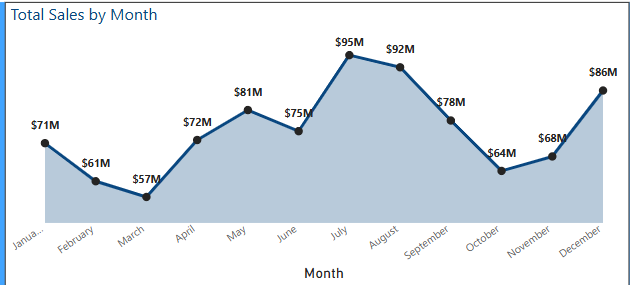 Total Sales by Month
$71M
$61M
$57M
$72M
$81M
$75M
$95M
$92M
$78M
$64M
$68M
$86M
Janua...
February
March
April
May
June
July
August
September
October
November
December
Month